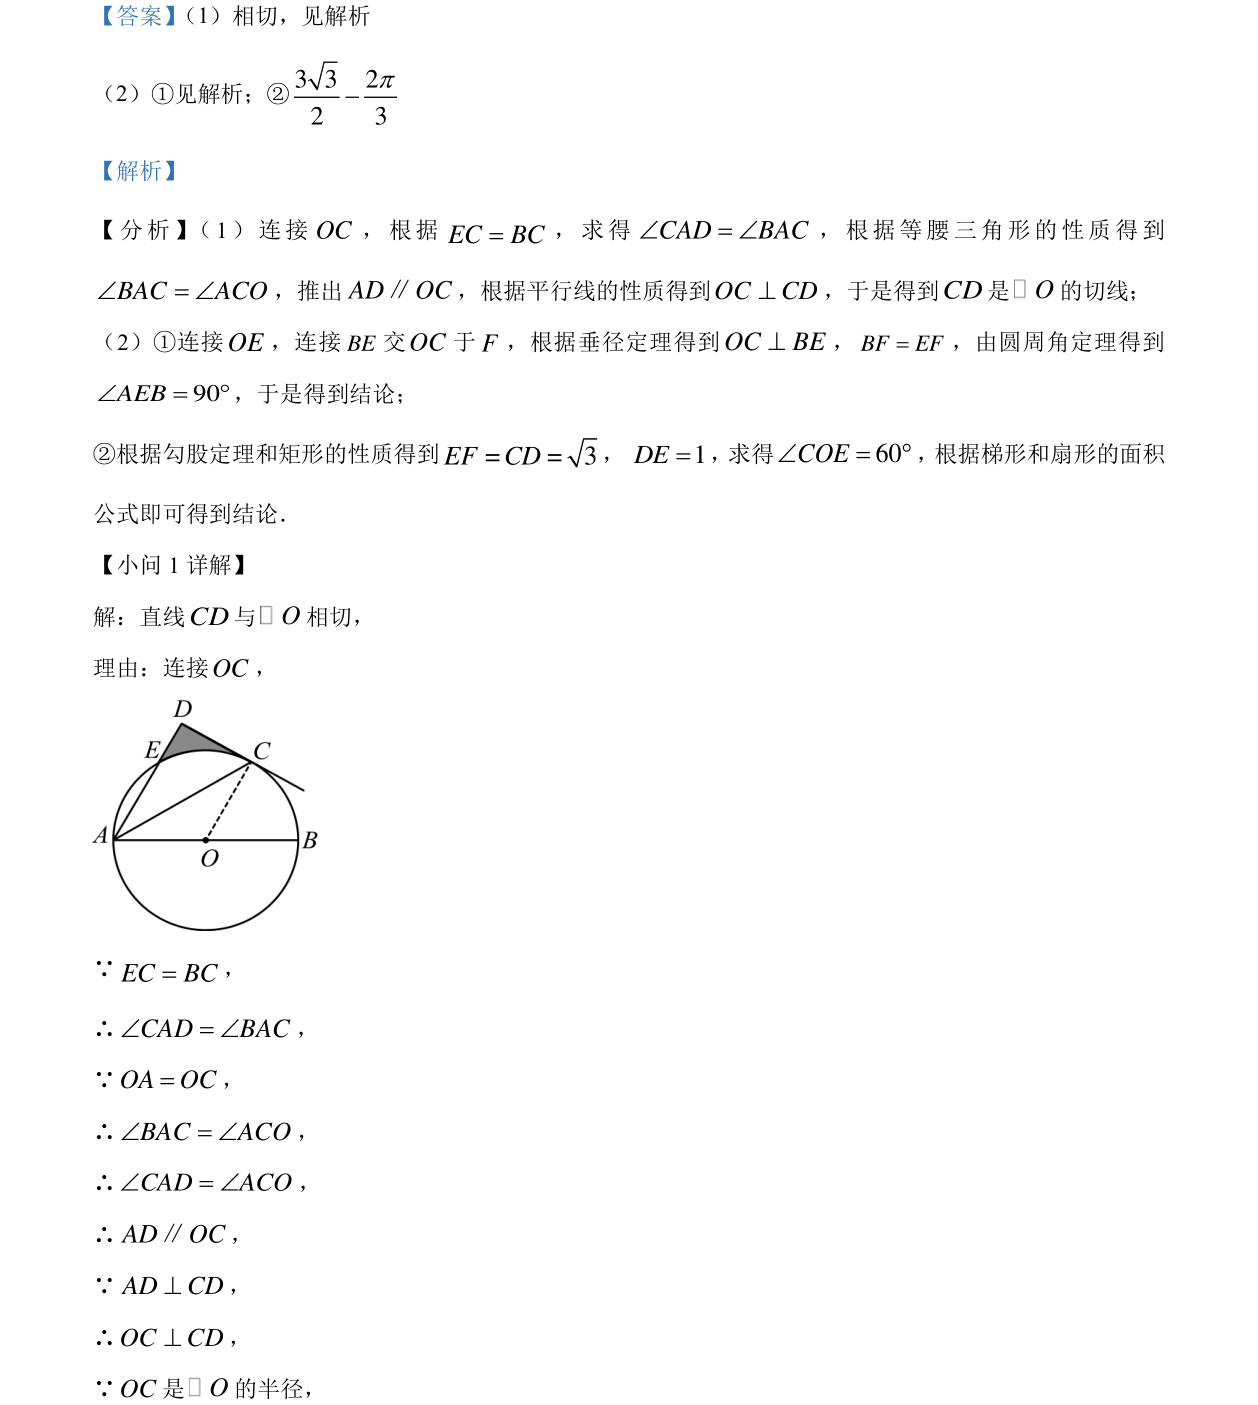 【答案】（1）相切，见解析
（2）①见解析；②3√3/2－2π/3
【解析】
【分析】（1）连接 OC ，根据 EC = BC ，求得 ∠CAD = ∠BAC ，根据等腰三角形的性质得到
∠BAC = ∠ACO ，推出 AD∥OC ，根据平行线的性质得到 OC⊥CD ，于是得到 CD 是□ O 的切线；
（2）①连接 OE ，连接 BE 交 OC 于 F ，根据垂径定理得到 OC⊥BE ， BF = EF ，由圆周角定理得到
∠AEB = 90° ，于是得到结论；
②根据勾股定理和矩形的性质得到 EF = CD = √3 ， DE = 1 ，求得 ∠COE = 60° ，根据梯形和扇形的面积
公式即可得到结论．
【小问 1 详解】
解：直线 CD 与□ O 相切，
理由：连接 OC ，
D
E
C
A
B
O
∵ EC = BC ，
∴ ∠CAD = ∠BAC ，
∵ OA = OC ，
∴ ∠BAC = ∠ACO ，
∴ ∠CAD = ∠ACO ，
∴ AD∥OC ，
∵ AD⊥CD ，
∴ OC⊥CD ，
∵ OC 是□ O 的半径，